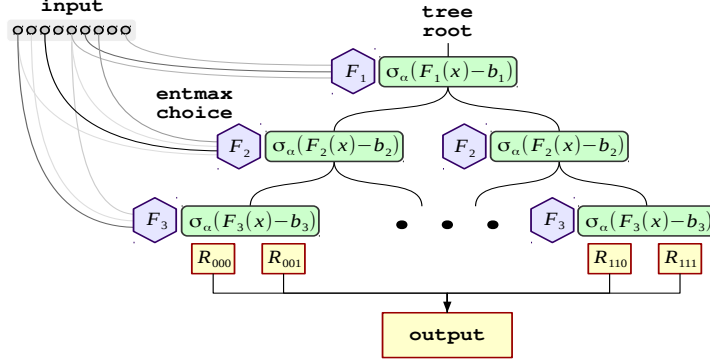 input
tree
root
F₁ σα(F₁(x)−b₁)
entmax
choice
F₂ σα(F₂(x)−b₂) F₂ σα(F₂(x)−b₂)
F₃ σα(F₃(x)−b₃) F₃ σα(F₃(x)−b₃)
R₀₀₀ R₀₀₁ R₁₁₀ R₁₁₁
output